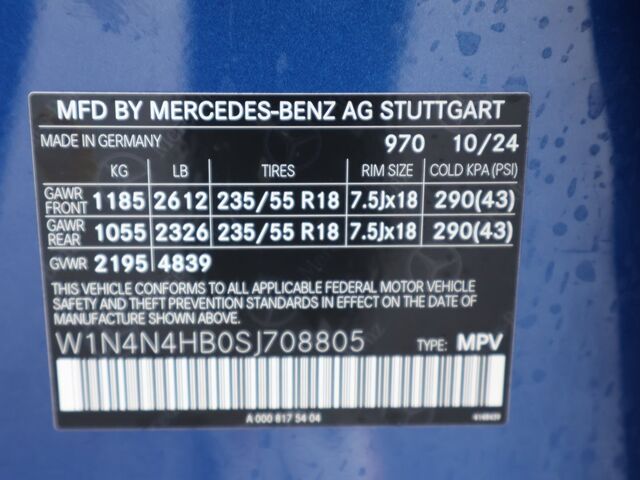 MFD BY MERCEDES-BENZ AG STUTTGART
MADE IN GERMANY 970 10/24
KG LB TIRES RIM SIZE COLD KPA (PSI)
GAWR FRONT 1185 2612 235/55 R18 7.5Jx18 290(43)
GAWR REAR 1055 2326 235/55 R18 7.5Jx18 290(43)
GVWR 2195 4839
THIS VEHICLE CONFORMS TO ALL APPLICABLE FEDERAL MOTOR VEHICLE
SAFETY AND THEFT PREVENTION STANDARDS IN EFFECT ON THE DATE OF
MANUFACTURE SHOWN ABOVE.
W1N4N4HB0SJ708805 TYPE: MPV
A 000 817 54 04